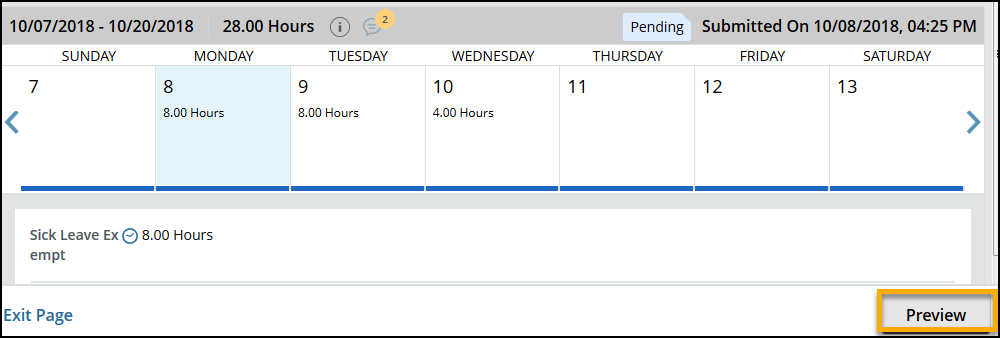 10/07/2018 - 10/20/2018 28.00 Hours 2 Pending Submitted On 10/08/2018, 04:25 PM
SUNDAY MONDAY TUESDAY WEDNESDAY THURSDAY FRIDAY SATURDAY
7 8 9 10 11 12 13
8.00 Hours 8.00 Hours 4.00 Hours
Sick Leave Ex 8.00 Hours
empt
Exit Page Preview